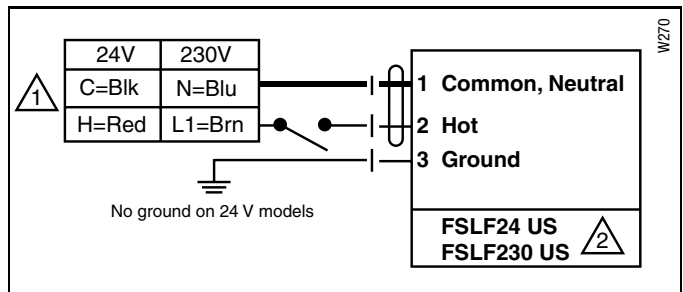 W270
24V 230V
1 C=Blk N=Blu 1 Common, Neutral
H=Red L1=Brn 2 Hot
3 Ground
No ground on 24 V models
FSLF24 US
FSLF230 US 2